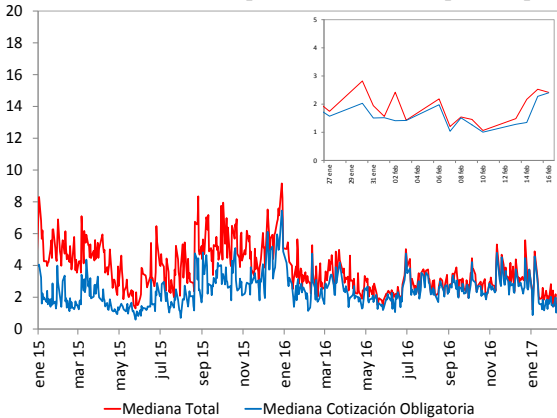 20
18
16
14
12
10
8
6
4
2
0
5
4
3
2
1
0
27 ene
29 ene
31 ene
02 feb
04 feb
06 feb
08 feb
10 feb
12 feb
14 feb
16 feb
ene 15
mar 15
may 15
jul 15
sep 15
nov 15
ene 16
mar 16
may 16
jul 16
sep 16
nov 16
ene 17
Mediana Total
Mediana Cotización Obligatoria